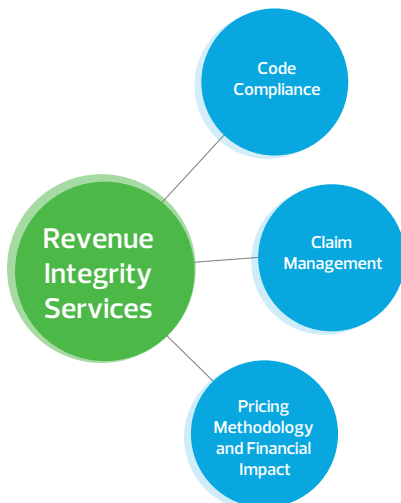 Code
Compliance
Revenue
Integrity
Services
Claim
Management
Pricing
Methodology
and Financial
Impact